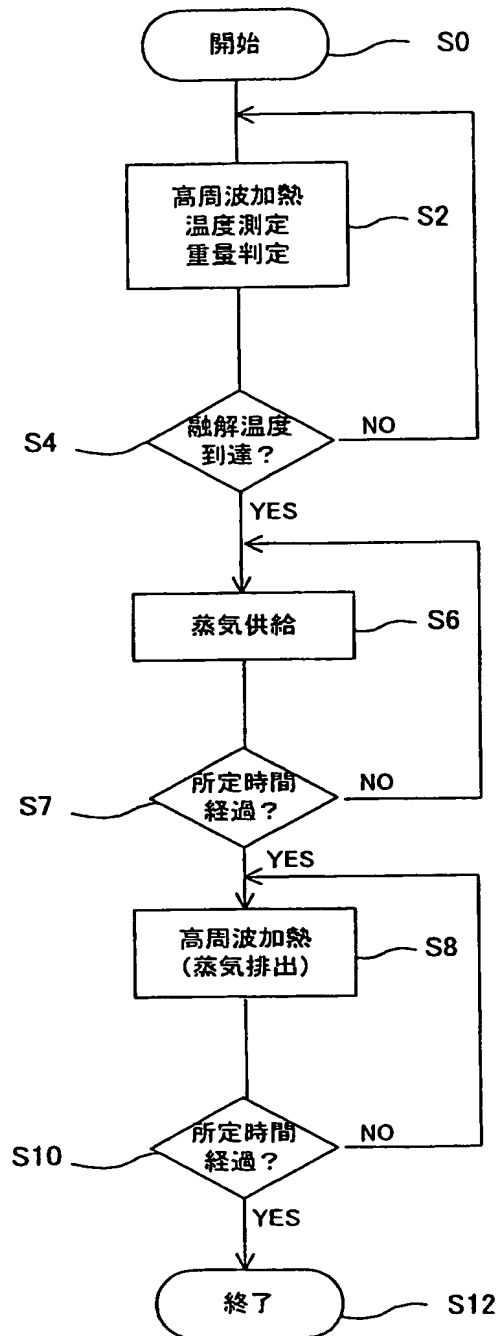 開始
S0
高周波加熱
温度測定
重量判定
S2
融解温度
到達？
S4
NO
YES
蒸気供給
S6
所定時間
経過？
S7
NO
YES
高周波加熱
(蒸気排出)
S8
所定時間
経過？
S10
NO
YES
終了
S12